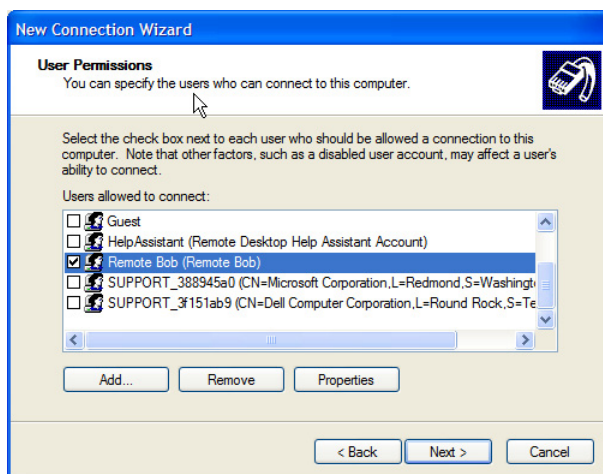 New Connection Wizard
User Permissions
You can specify the users who can connect to this computer.
Select the check box next to each user who should be allowed a connection to this
computer. Note that other factors, such as a disabled user account, may affect a user's
ability to connect.
Users allowed to connect:
Guest
HelpAssistant (Remote Desktop Help Assistant Account)
Remote Bob (Remote Bob)
SUPPORT_388945a0 (CN=Microsoft Corporation,L=Redmond,S=Washingt
SUPPORT_3f151ab9 (CN=Dell Computer Corporation,L=Round Rock,S=Te
Add... Remove Properties
< Back Next > Cancel